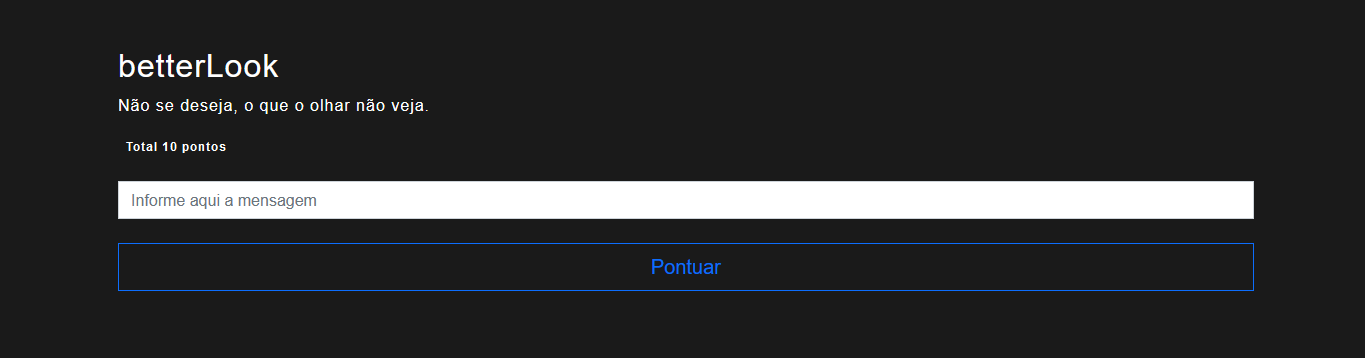 betterLook
Não se deseja, o que o olhar não veja.
Total 10 pontos
Informe aqui a mensagem
Pontuar